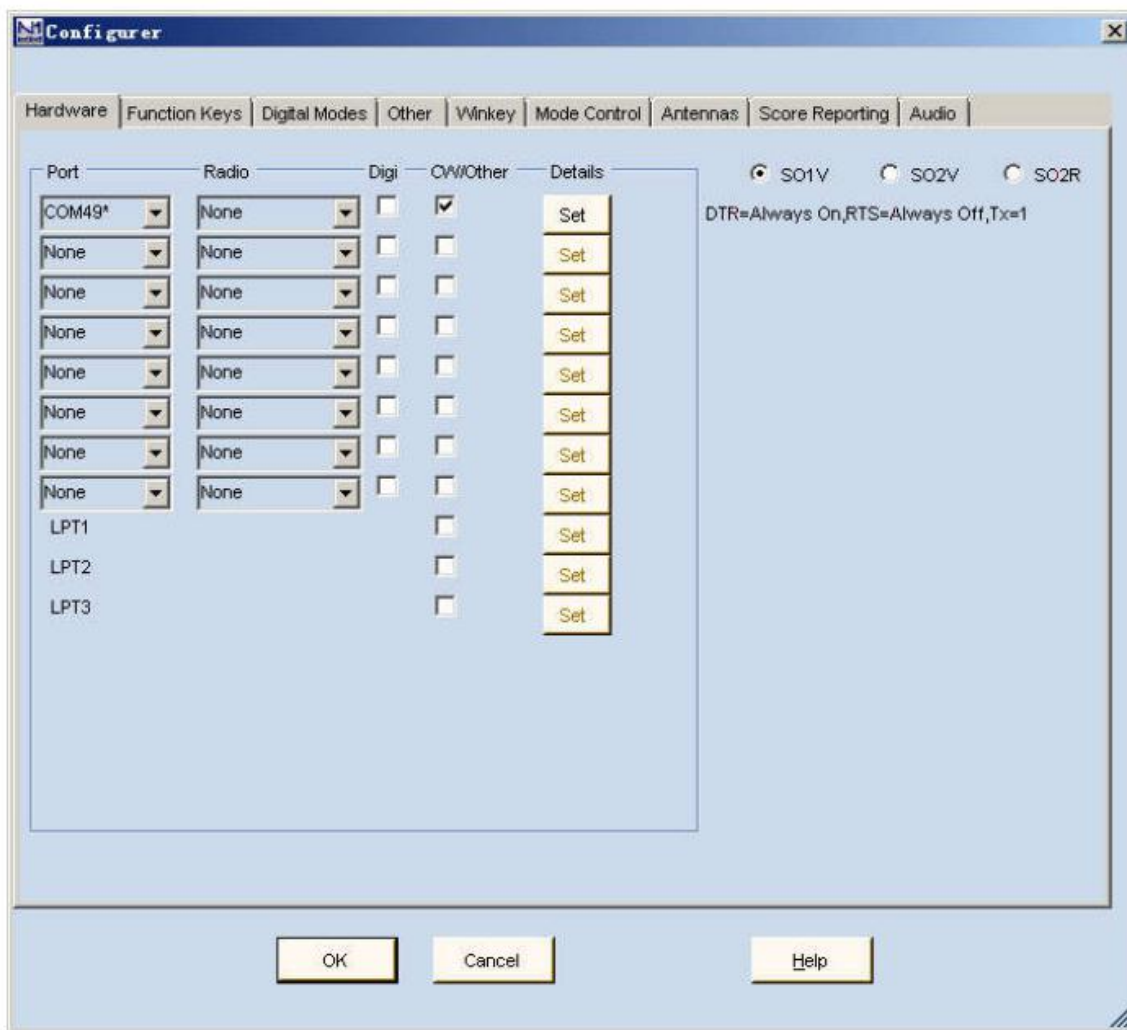 N1
Configurer
Hardware Function Keys Digital Modes Other Winkey Mode Control Antennas Score Reporting Audio
Port Radio Digi CW/Other Details SO1V SO2V SO2R
COM49* None Set DTR=Always On,RTS=Always Off,Tx=1
None None Set
None None Set
None None Set
None None Set
None None Set
None None Set
None None Set
LPT1 Set
LPT2 Set
LPT3 Set
OK Cancel Help